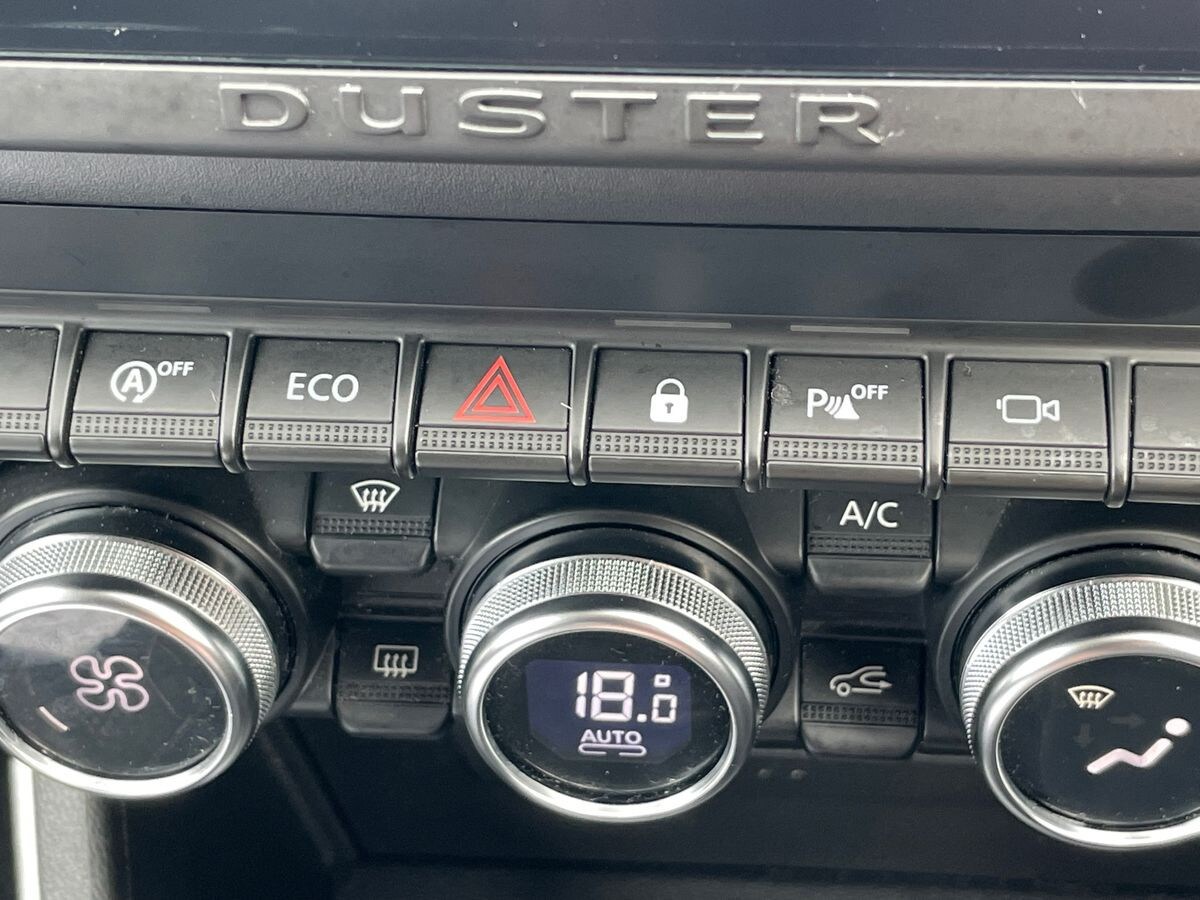 DUSTER
A OFF
ECO
P OFF
A/C
18.0
AUTO